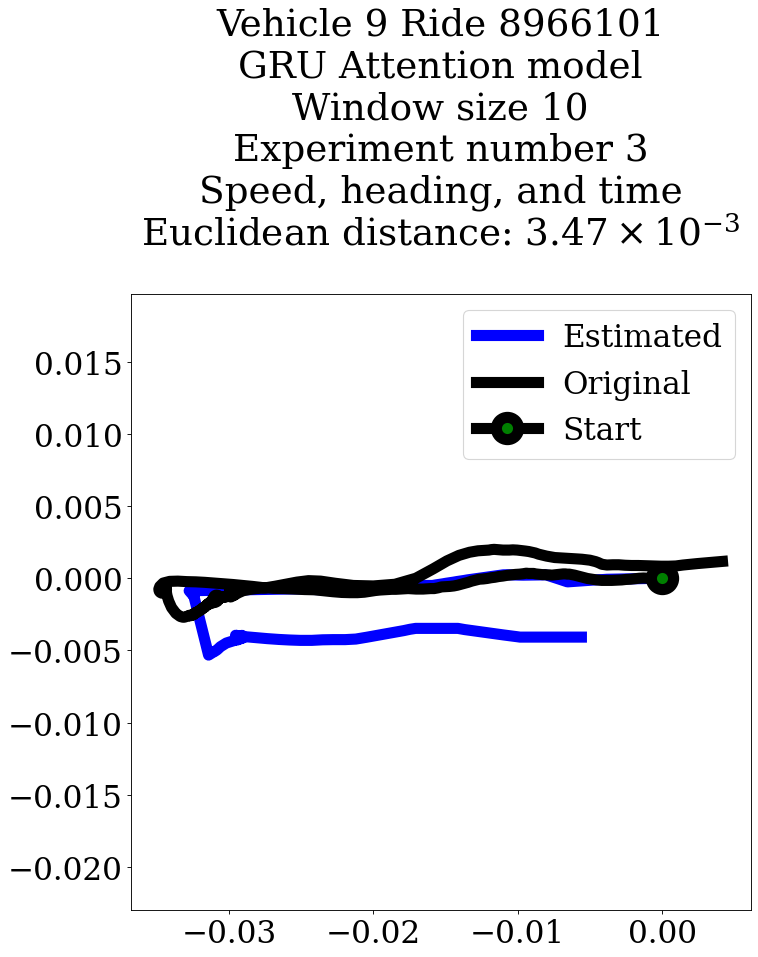 Vehicle 9 Ride 8966101
GRU Attention model
Window size 10
Experiment number 3
Speed, heading, and time
Euclidean distance: 3.47 × 10⁻³
Estimated
Original
Start
0.015
0.010
0.005
0.000
−0.005
−0.010
−0.015
−0.020
−0.03 −0.02 −0.01 0.00